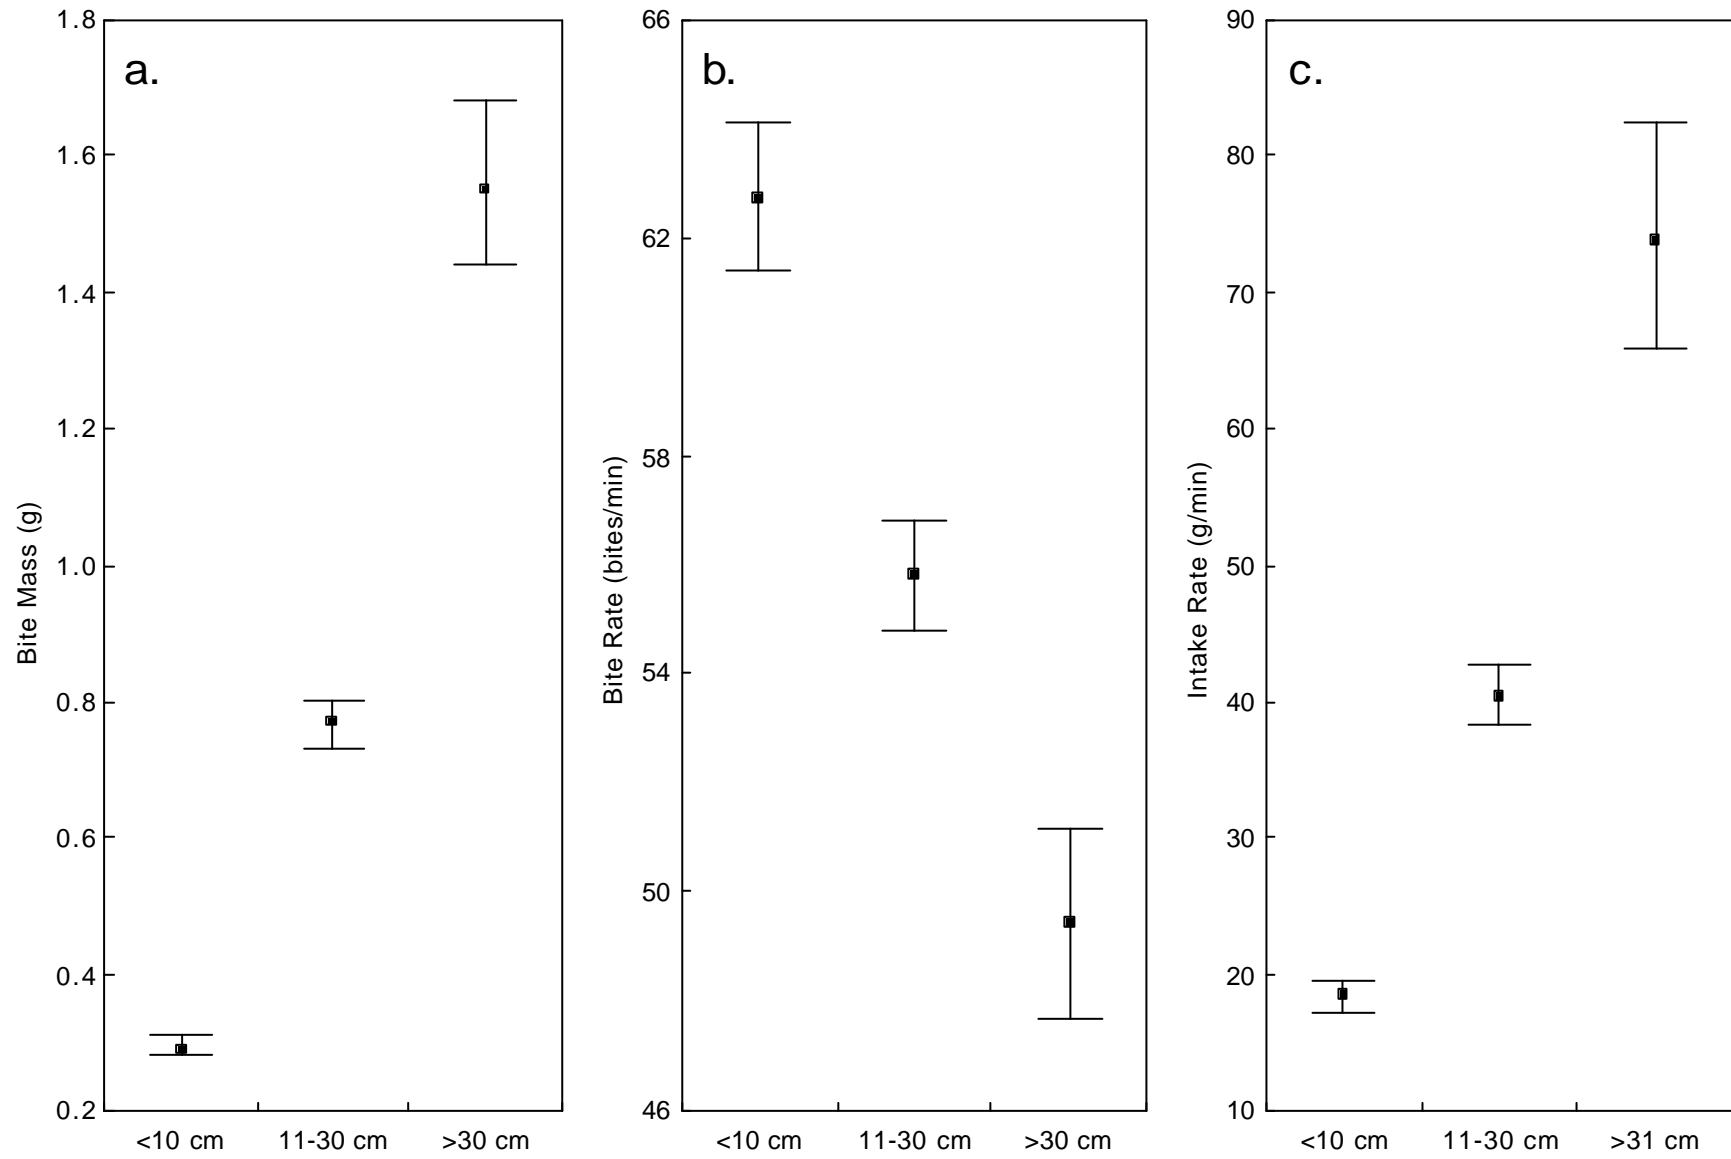 a.
Bite Mass (g)
1.8
1.6
1.4
1.2
1.0
0.8
0.6
0.4
0.2
<10 cm 11-30 cm >30 cm
b.
Bite Rate (bites/min)
66
62
58
54
50
46
<10 cm 11-30 cm >30 cm
c.
Intake Rate (g/min)
90
80
70
60
50
40
30
20
10
<10 cm 11-30 cm >31 cm